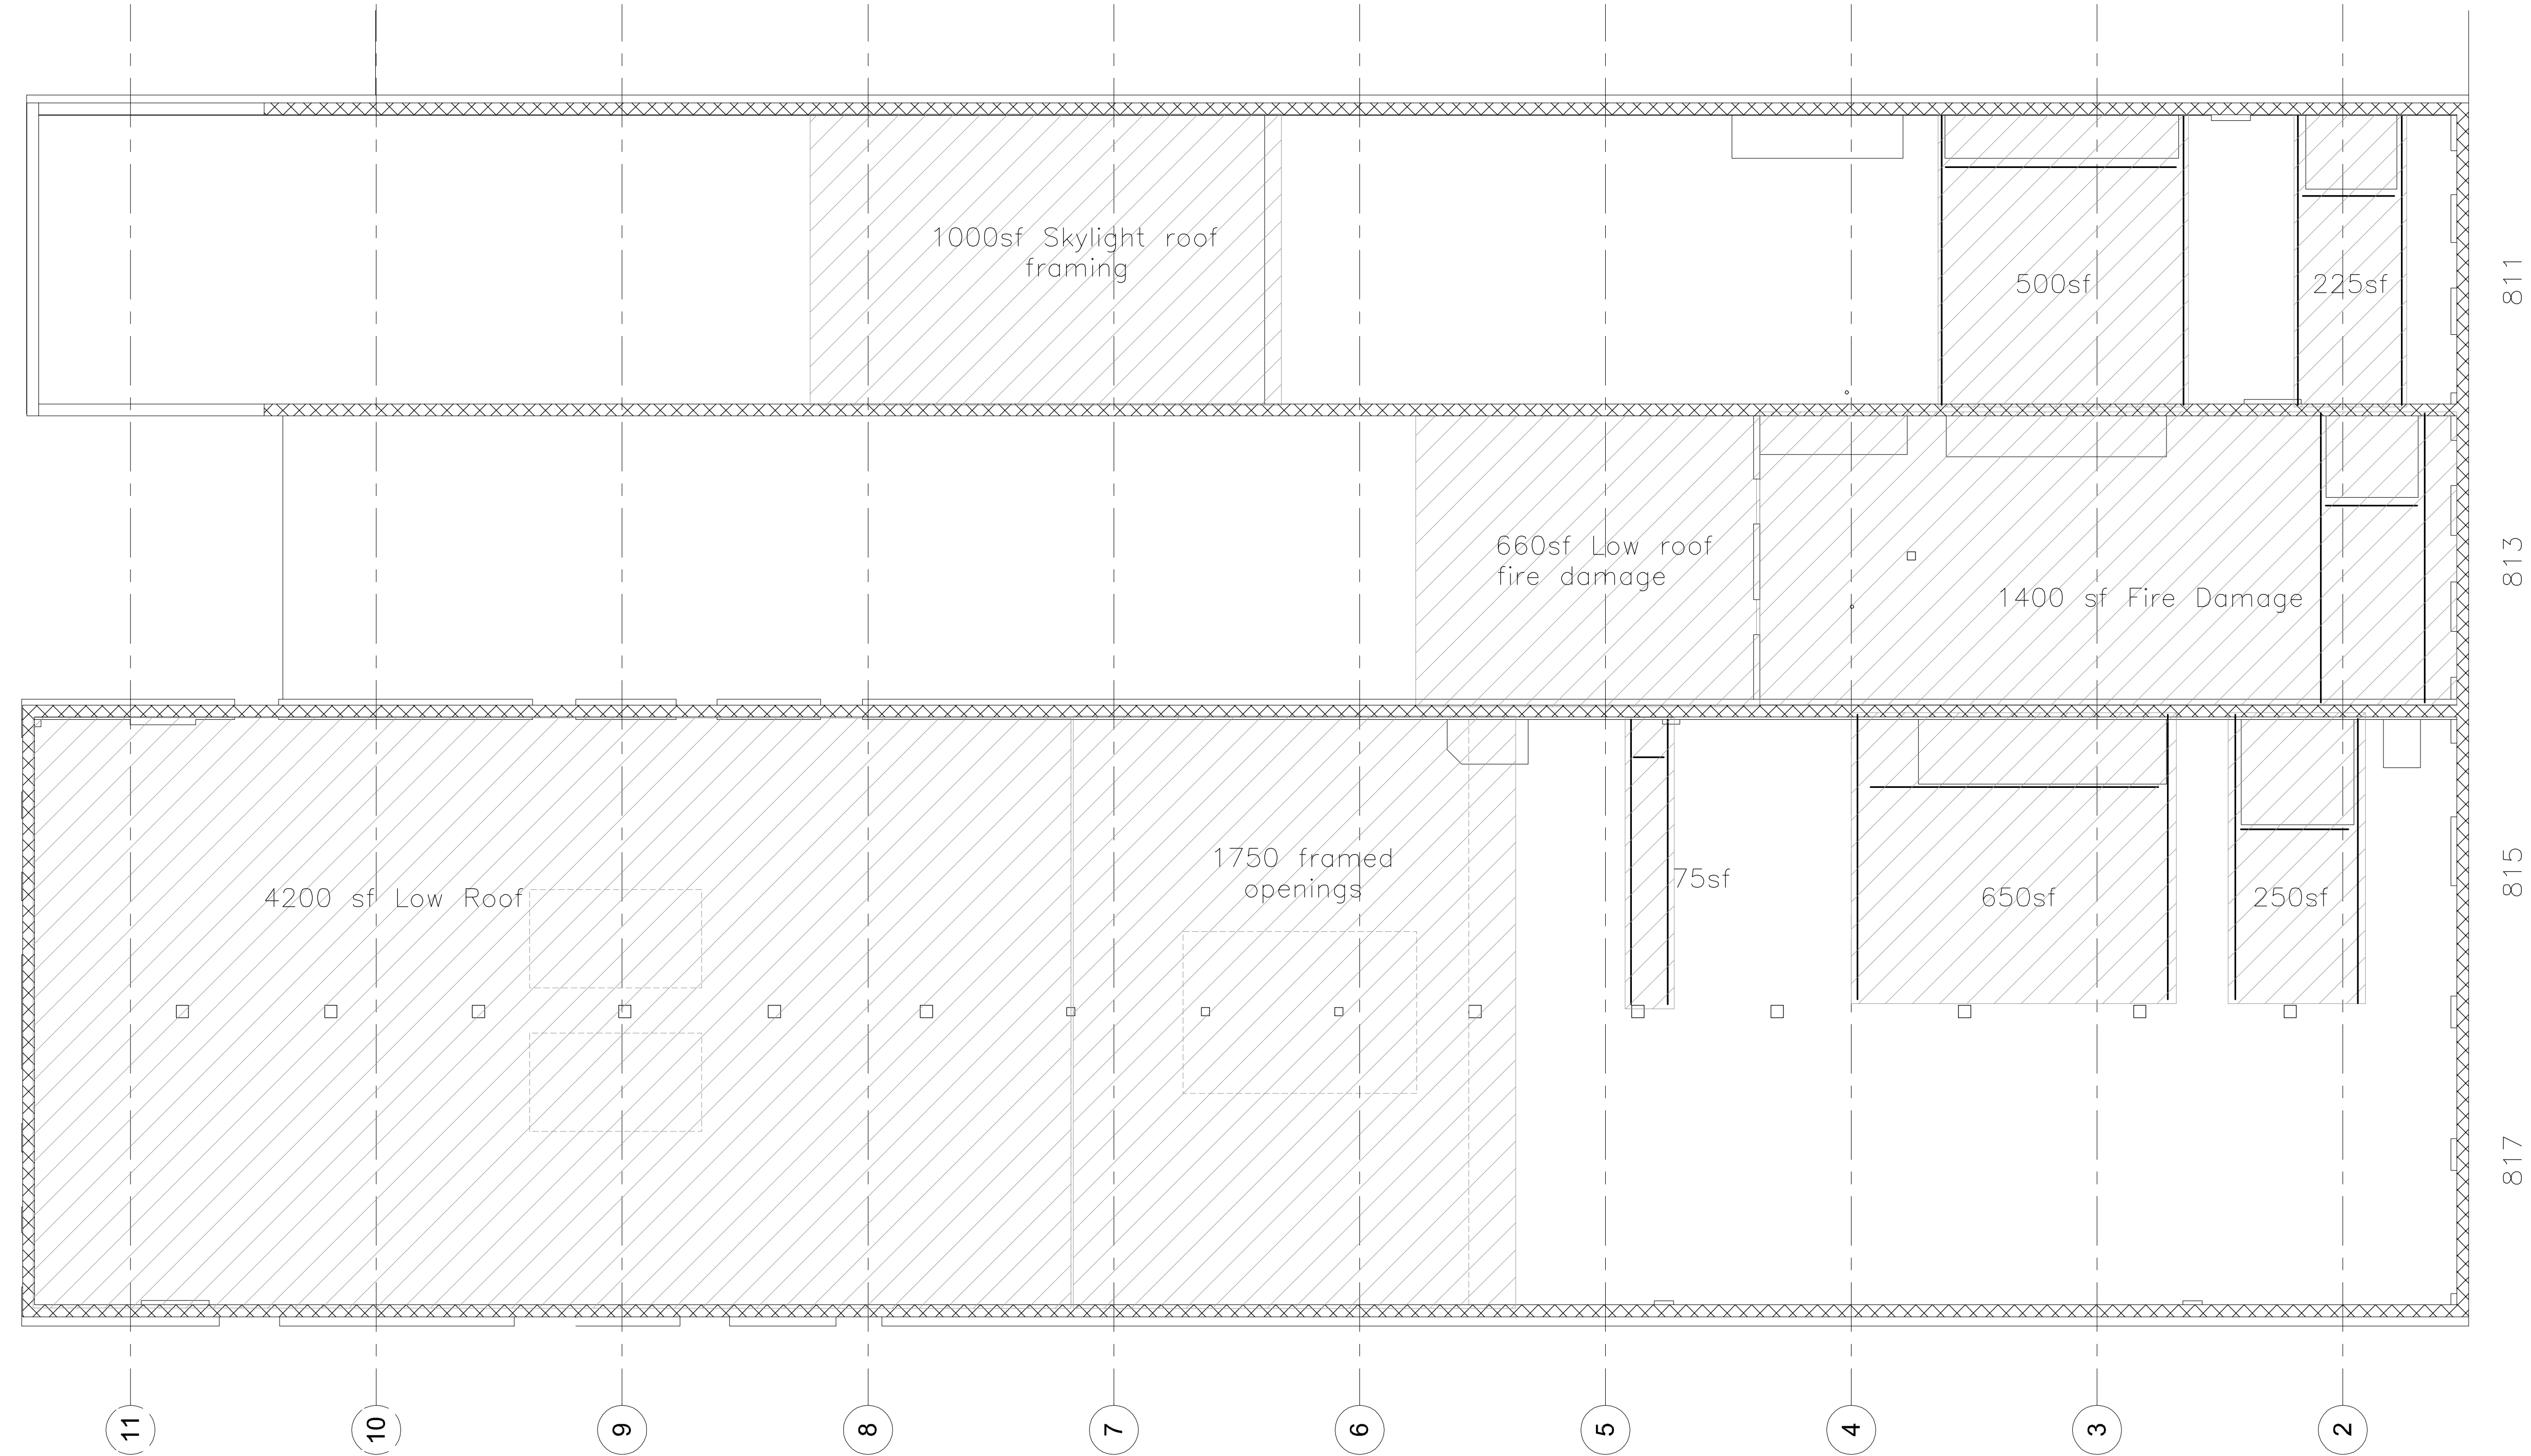 1000sf Skylight roof
framing
500sf
225sf
811
660sf Low roof
fire damage
1400 sf Fire Damage
813
4200 sf Low Roof
1750 framed
openings
75sf
650sf
250sf
815
817
11
10
9
8
7
6
5
4
3
2